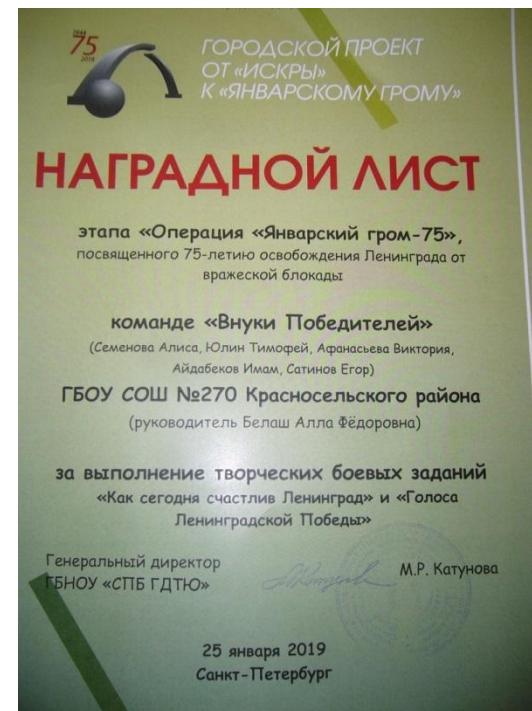 1944
75
2019
ГОРОДСКОЙ ПРОЕКТ
ОТ «ИСКРЫ»
К «ЯНВАРСКОМУ ГРОМУ»
НАГРАДНОЙ ЛИСТ
этапа «Операция «Январский гром-75»,
посвященного 75-летию освобождения Ленинграда от
вражеской блокады
команде «Внуки Победителей»
(Семенова Алиса, Юлин Тимофей, Афанасьева Виктория,
Айдабеков Имам, Сатинов Егор)
ГБОУ СОШ №270 Красносельского района
(руководитель Белаш Алла Фёдоровна)
за выполнение творческих боевых заданий
«Как сегодня счастлив Ленинград» и «Голоса
Ленинградской Победы»
Генеральный директор
ГБНОУ «СПБ ГДТЮ»
М.Р. Катунова
25 января 2019
Санкт-Петербург